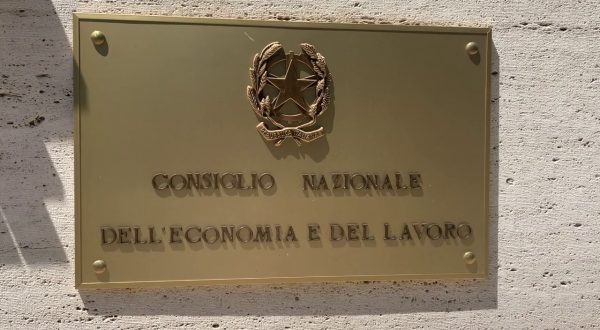 CONSIGLIO NAZIONALE
DELL'ECONOMIA E DEL LAVORO